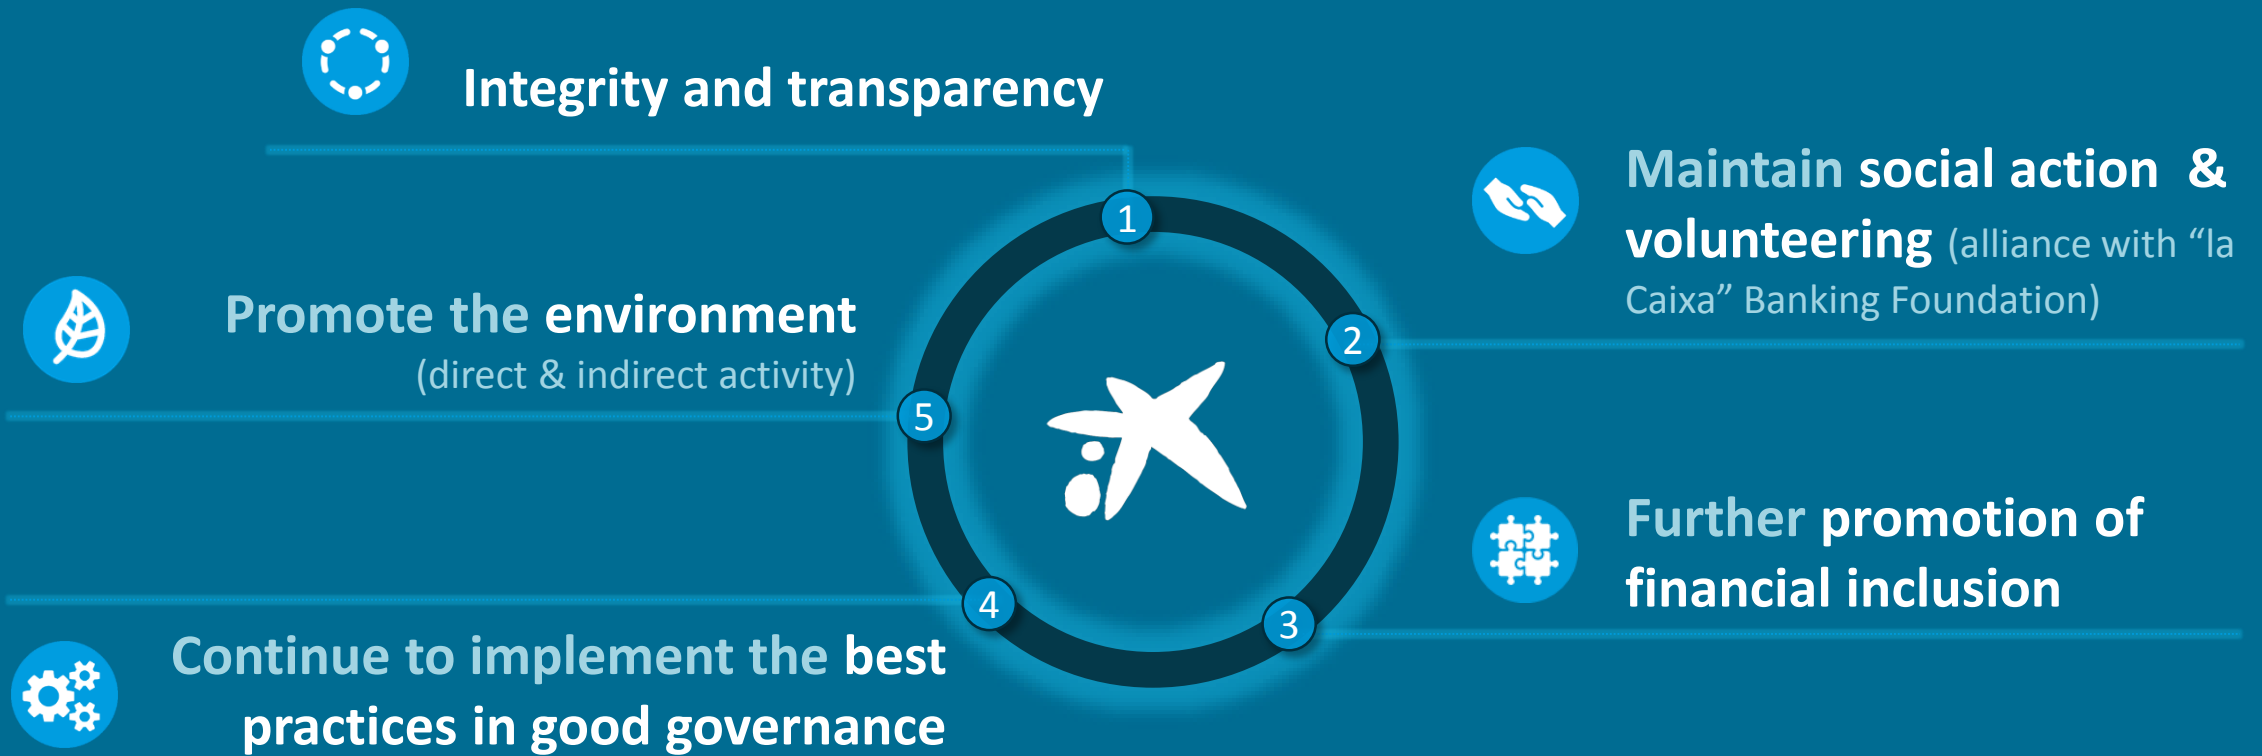 Integrity and transparency
1
Maintain social action & 
volunteering (alliance with “la
Caixa” Banking Foundation)
2
Further promotion of
financial inclusion
3
4
Continue to implement the best
practices in good governance
Promote the environment
(direct & indirect activity)
5